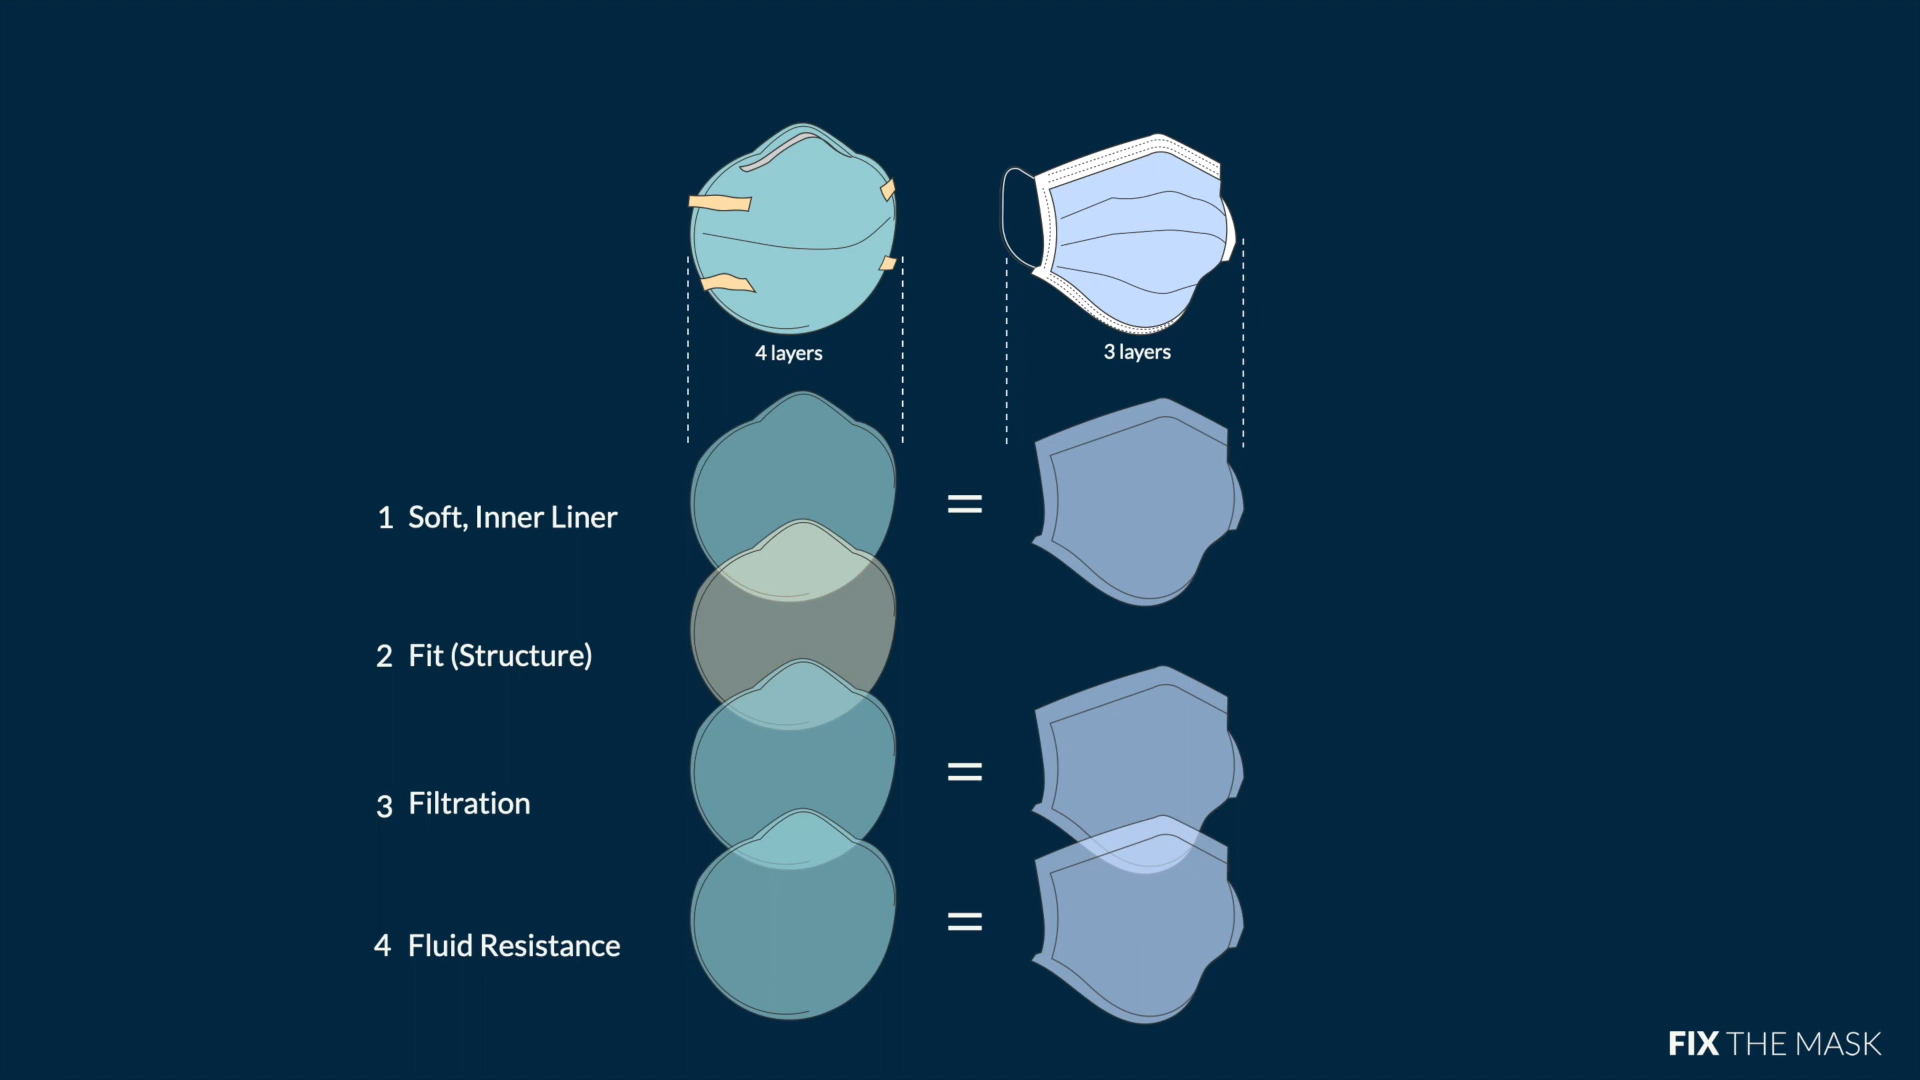 4 layers
3 layers
1 Soft, Inner Liner
=
2 Fit (Structure)
3 Filtration
=
4 Fluid Resistance
=
FIX THE MASK